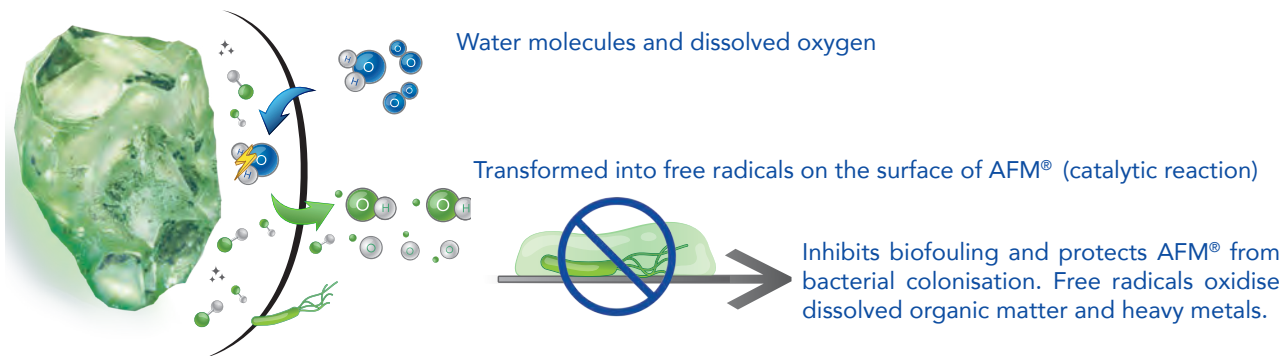 Water molecules and dissolved oxygen
H
O
H
O
O
O
O
H
O
H
Transformed into free radicals on the surface of AFM® (catalytic reaction)
O
H
O
H
O
O
O
Inhibits biofouling and protects AFM® from
bacterial colonisation. Free radicals oxidise
dissolved organic matter and heavy metals.